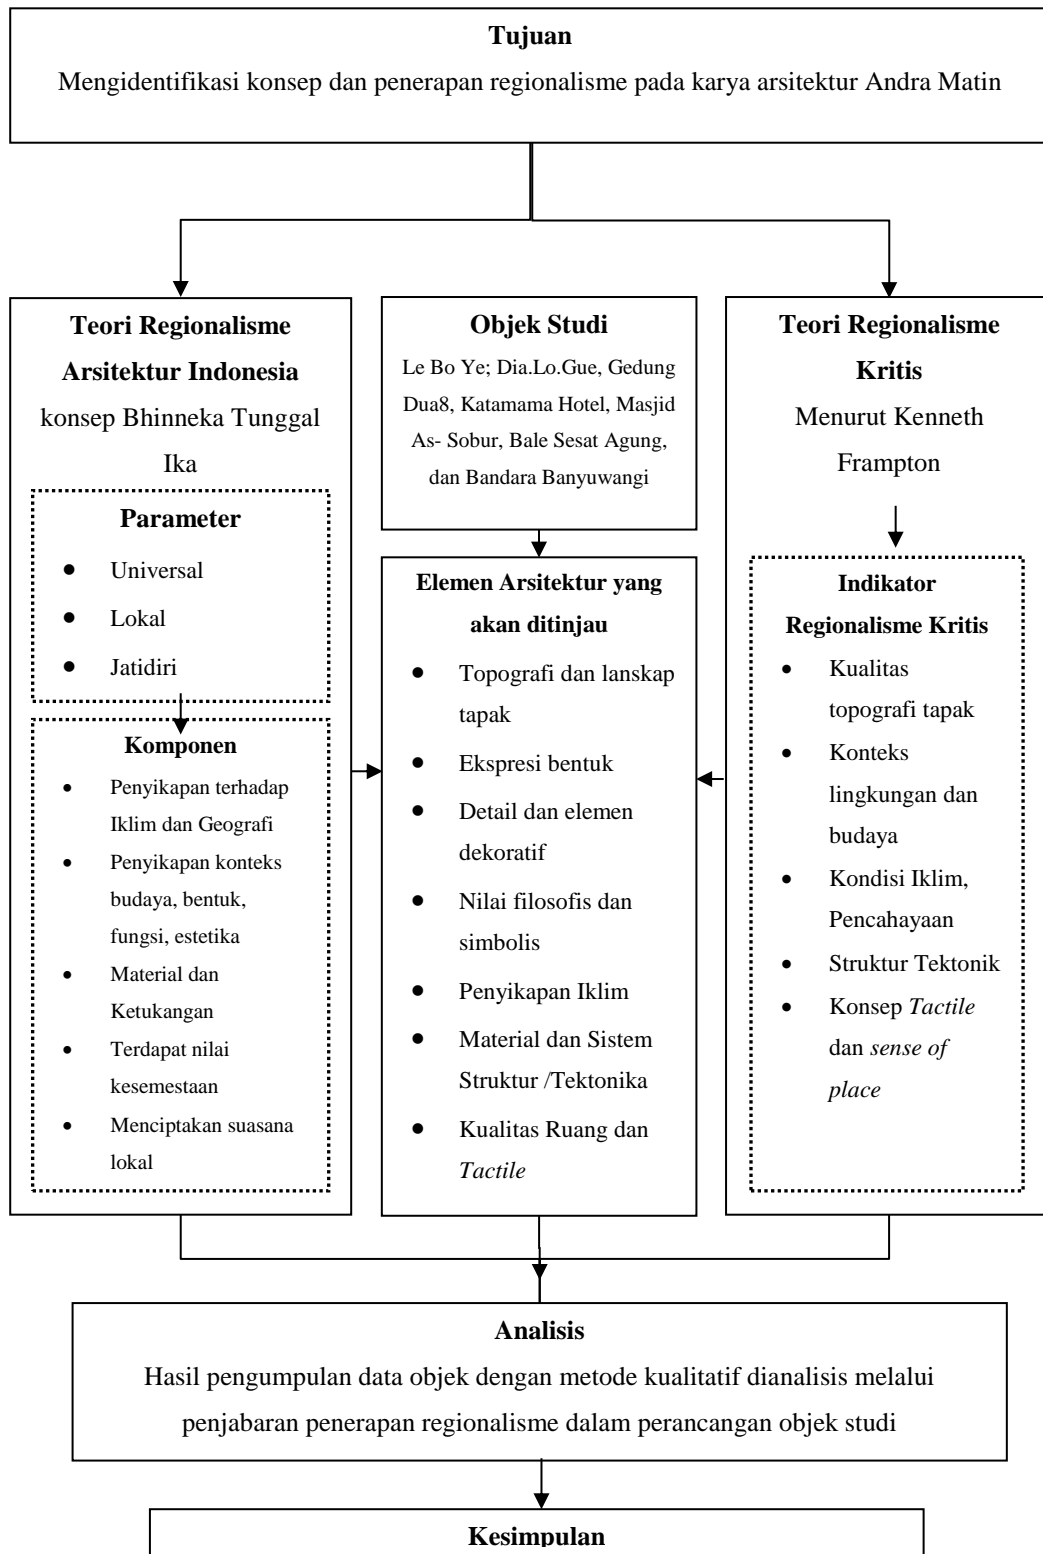 Tujuan
Mengidentifikasi konsep dan penerapan regionalisme pada karya arsitektur Andra Matin
Teori Regionalisme
Arsitektur Indonesia
konsep Bhinneka Tunggal
Ika
Parameter
• Universal
• Lokal
• Jatidiri
Komponen
• Penyikapan terhadap
Iklim dan Geografi
• Penyikapan konteks
budaya, bentuk,
fungsi, estetika
• Material dan
Ketukangan
• Terdapat nilai
kesemestaan
• Menciptakan suasana
lokal
Objek Studi
Le Bo Ye; Dia.Lo.Gue, Gedung
Dua8, Katamama Hotel, Masjid
As- Sobur, Bale Sesat Agung,
dan Bandara Banyuwangi
Elemen Arsitektur yang
akan ditinjau
• Topografi dan lanskap
tapak
• Ekspresi bentuk
• Detail dan elemen
dekoratif
• Nilai filosofis dan
simbolis
• Penyikapan Iklim
• Material dan Sistem
Struktur /Tektonika
• Kualitas Ruang dan
Tactile
Teori Regionalisme
Kritis
Menurut Kenneth
Frampton
Indikator
Regionalisme Kritis
• Kualitas
topografi tapak
• Konteks
lingkungan dan
budaya
• Kondisi Iklim,
Pencahayaan
• Struktur Tektonik
• Konsep Tactile
dan sense of
place
Analisis
Hasil pengumpulan data objek dengan metode kualitatif dianalisis melalui
penjabaran penerapan regionalisme dalam perancangan objek studi
Kesimpulan